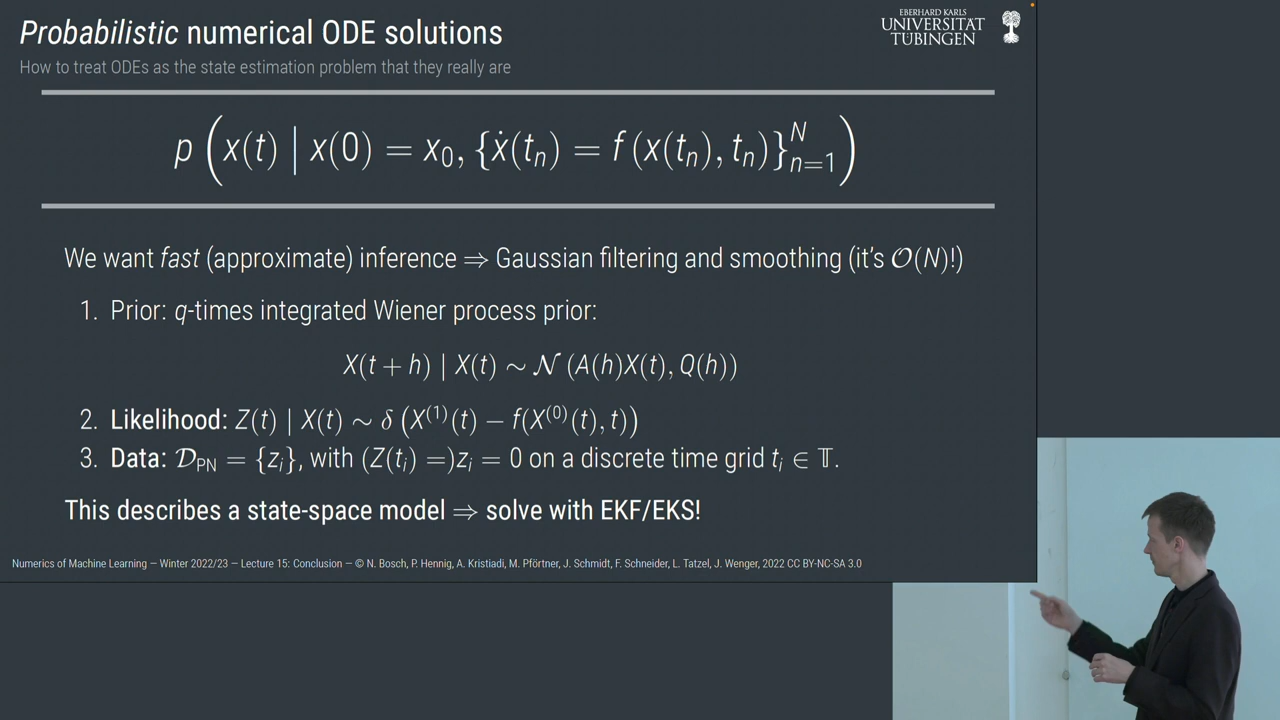 Probabilistic numerical ODE solutions
How to treat ODEs as the state estimation problem that they really are
EBERHARD KARLS
UNIVERSITÄT
TÜBINGEN
p(x(t) | x(0) = x₀, {ẋ(tₙ) = f(x(tₙ), tₙ)}ᴺₙ₌₁)
We want fast (approximate) inference ⇒ Gaussian filtering and smoothing (it's 𝒪(N)!)
1. Prior: q-times integrated Wiener process prior:
X(t + h) | X(t) ∼ 𝒩 (A(h)X(t), Q(h))
2. Likelihood: Z(t) | X(t) ∼ δ (X⁽¹⁾(t) − f(X⁽⁰⁾(t), t))
3. Data: 𝒟_PN = {zᵢ}, with (Z(tᵢ) =)zᵢ = 0 on a discrete time grid tᵢ ∈ 𝕋.
This describes a state-space model ⇒ solve with EKF/EKS!
Numerics of Machine Learning — Winter 2022/23 — Lecture 15: Conclusion — © N. Bosch, P. Hennig, A. Kristiadi, M. Pförtner, J. Schmidt, F. Schneider, L. Tatzel, J. Wenger, 2022 CC BY-NC-SA 3.0